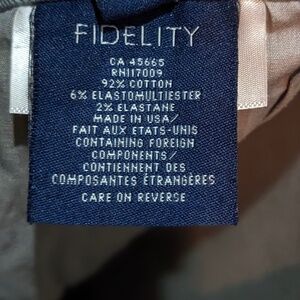 FIDELITY
CA 45665
RN117009
92% COTTON
6% ELASTOMULTIESTER
2% ELASTANE
MADE IN USA/
FAIT AUX ETATS-UNIS
CONTAINING FOREIGN
COMPONENTS/
CONTIENNENT DES
COMPOSANTES ÉTRANGÈRES
CARE ON REVERSE